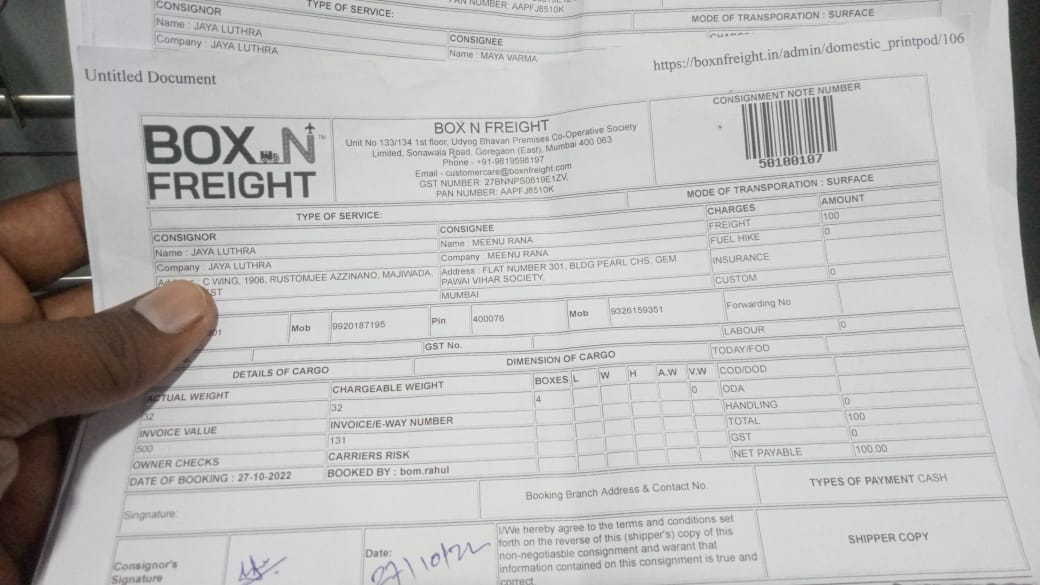 PAN NUMBER: AAPFJ8510K
CONSIGNOR
TYPE OF SERVICE:
MODE OF TRANSPORATION : SURFACE
Name : JAYA LUTHRA
CONSIGNEE
Company : JAYA LUTHRA
Name : MAYA VARMA
Untitled Document
https://boxnfreight.in/admin/domestic_printpod/106
BOX N FREIGHT
TM
BOX N FREIGHT
Unit No 133/134 1st floor, Udyog Bhavan Premises Co-Operative Society
Limited, Sonawala Road, Goregaon (East), Mumbai 400 063
Phone - +91-9819598197
Email - customercare@boxnfreight.com
GST NUMBER: 27BNNPS0619E1ZV,
PAN NUMBER: AAPFJ8510K
CONSIGNMENT NOTE NUMBER
50100107
TYPE OF SERVICE:
MODE OF TRANSPORATION : SURFACE
CONSIGNOR
CONSIGNEE
CHARGES
AMOUNT
Name : JAYA LUTHRA
Name : MEENU RANA
FREIGHT
100
Company : JAYA LUTHRA
Company : MEENU RANA
FUEL HIKE
0
C WING, 1906, RUSTOMJEE AZZINANO, MAJIWADA,
Address : FLAT NUMBER 301, BLDG PEARL CHS, GEM
PAWAI VIHAR SOCIETY.
INSURANCE
MUMBAI
CUSTOM
0
Mob
9920187195
Pin
400076
Mob
9326159351
Forwarding No
GST No.
LABOUR
0
DETAILS OF CARGO
DIMENSION OF CARGO
TODAY/FOD
ACTUAL WEIGHT
CHARGEABLE WEIGHT
BOXES
L
W
H
A.W
V.W
COD/DOD
32
32
4
0
ODA
INVOICE VALUE
INVOICE/E-WAY NUMBER
HANDLING
0
500
131
TOTAL
100
OWNER CHECKS
CARRIERS RISK
GST
0
DATE OF BOOKING : 27-10-2022
BOOKED BY : bom.rahul
NET PAYABLE
100.00
Singnature:
Booking Branch Address & Contact No.
TYPES OF PAYMENT CASH
Consignor's
Signature
Date:
27/10/22
I/We hereby agree to the terms and conditions set
forth on the reverse of this (shipper's) copy of this
non-negotiasble consignment and warant that
information contained on this consignment is true and
correct.
SHIPPER COPY